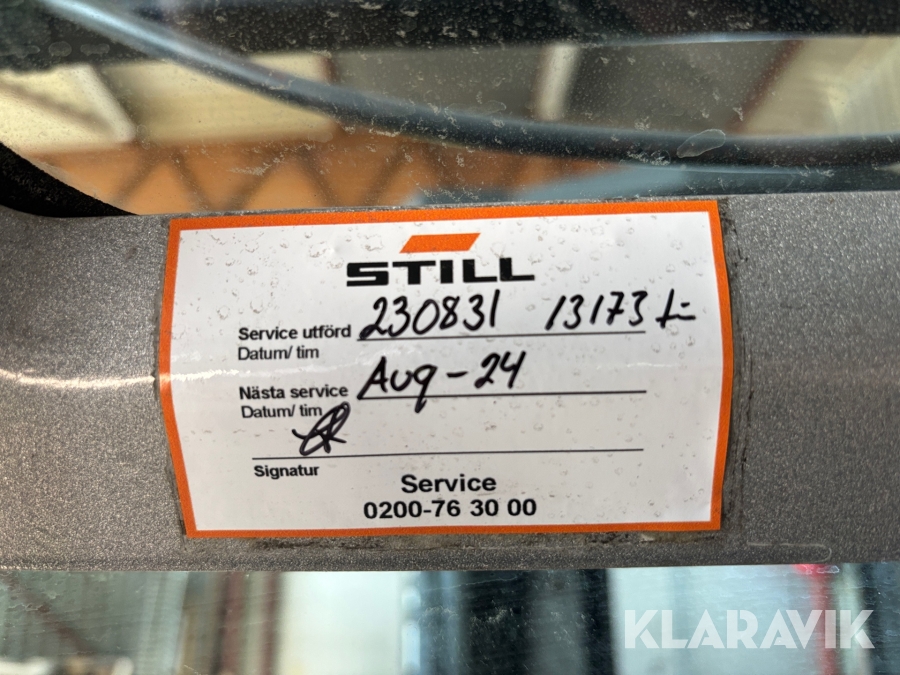 STILL
Service utförd 230831 13173 h
Datum/ tim
Nästa service Aug-24
Datum/ tim
Signatur
Service
0200-76 30 00
KLARAVIK